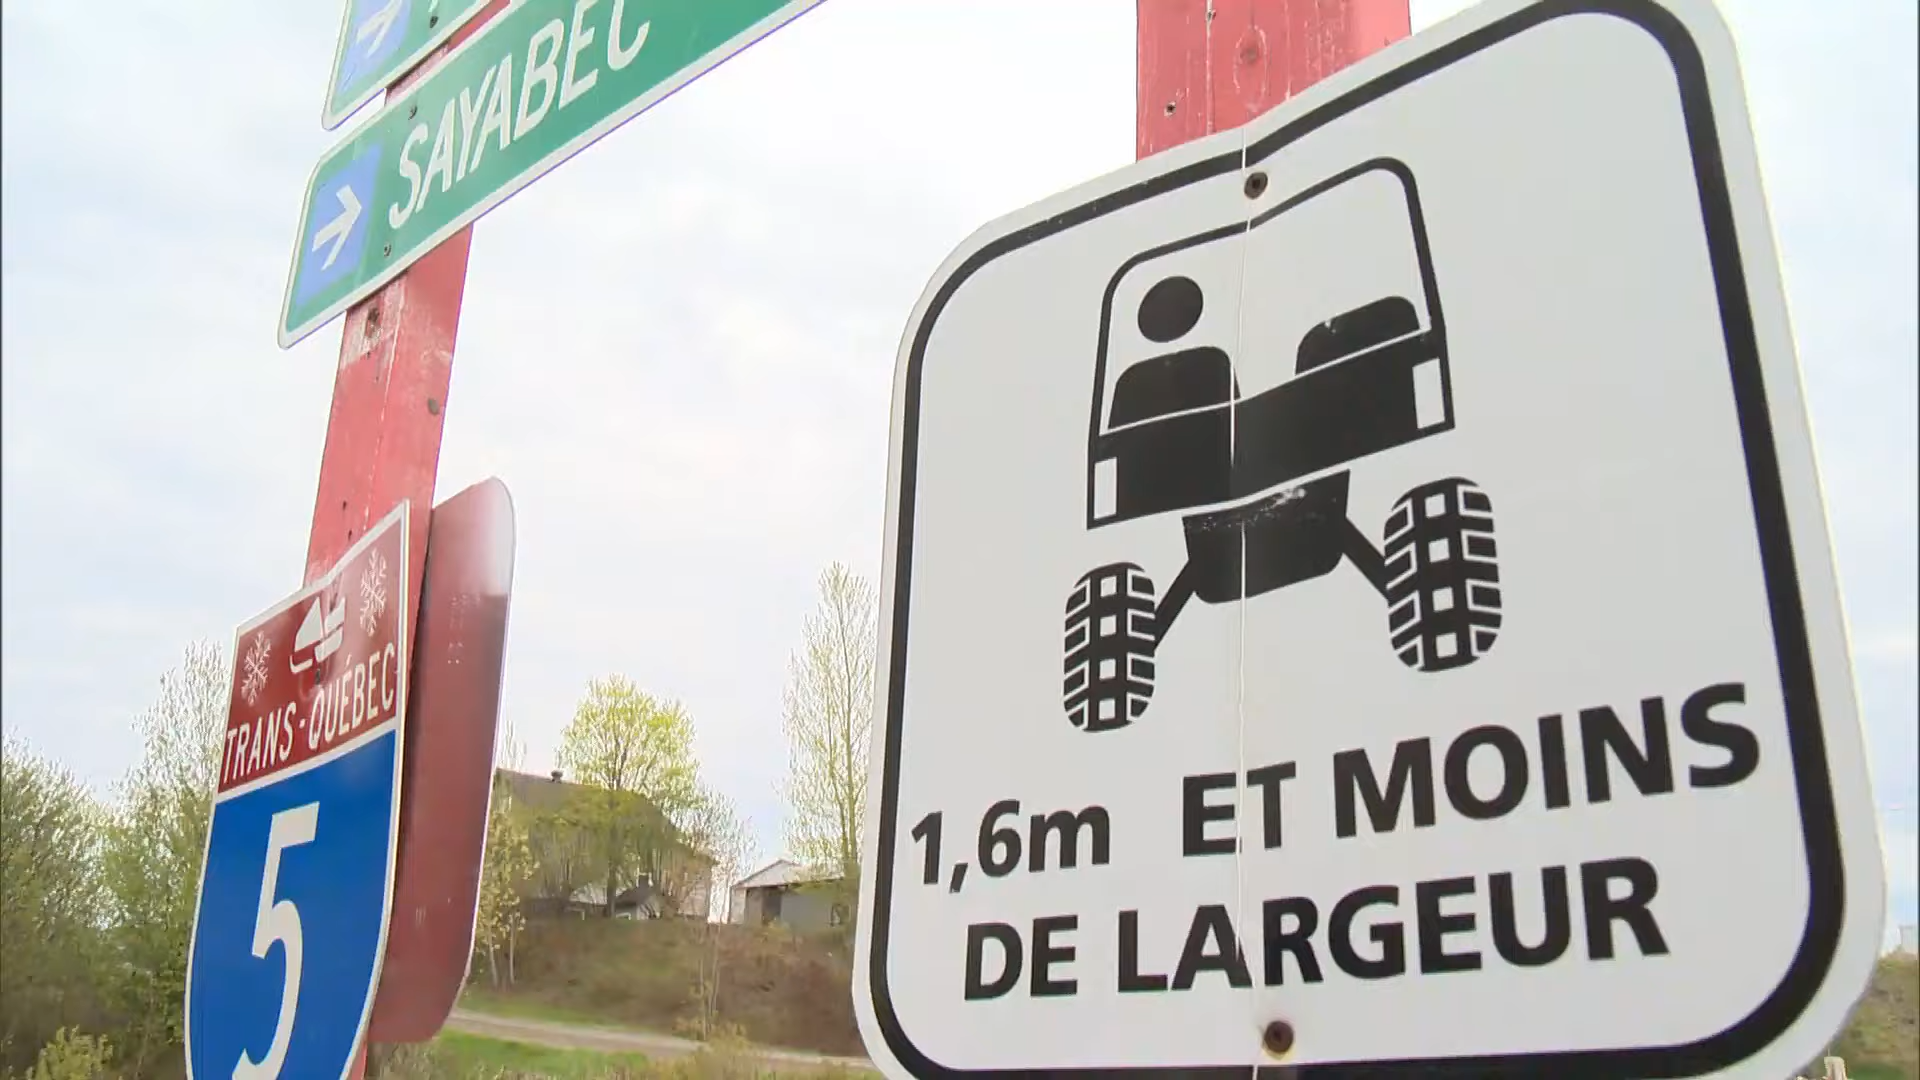 SAYABEC
TRANS-QUÉBEC
5
1,6m ET MOINS
DE LARGEUR